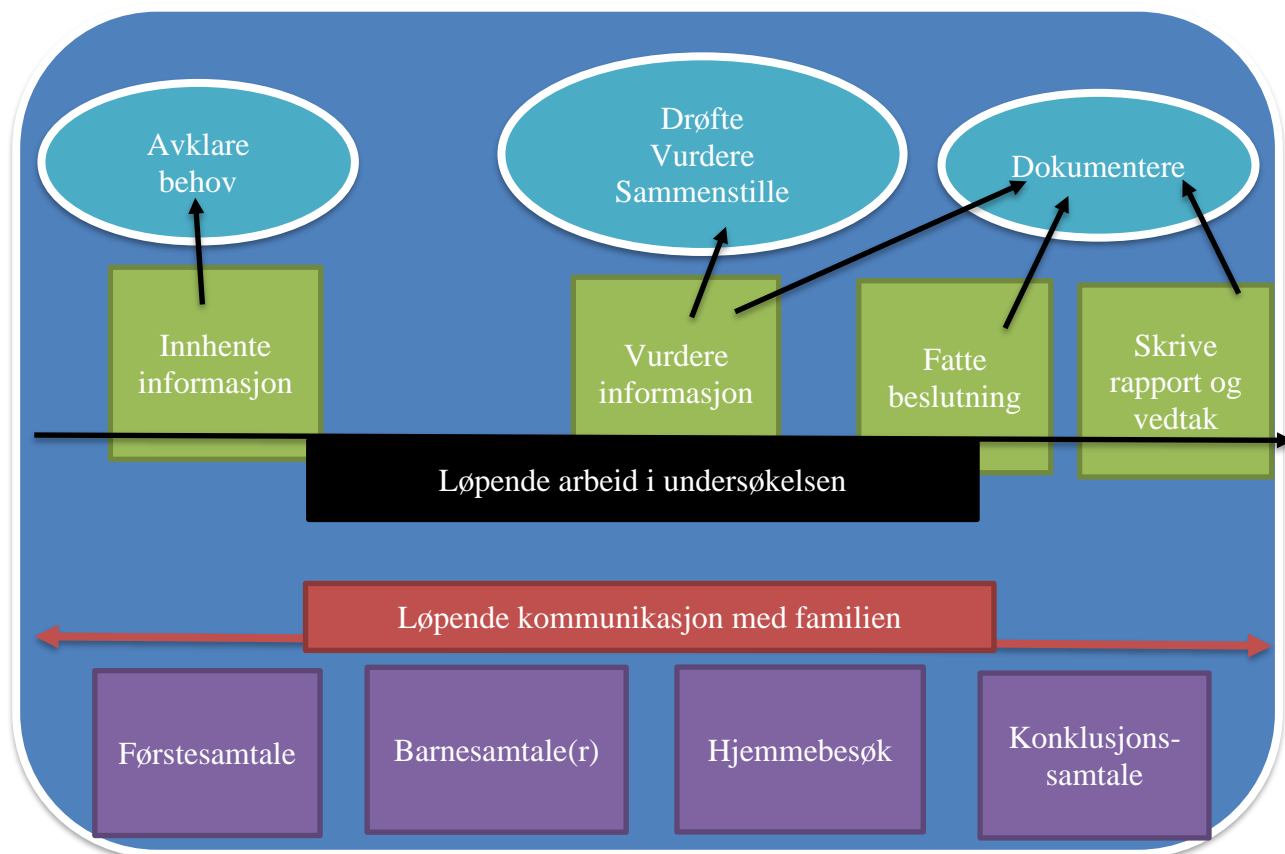 Avklare
behov
Drøfte
Vurdere
Sammenstille
Dokumentere
Innhente
informasjon
Vurdere
informasjon
Fatte
beslutning
Skrive
rapport og
vedtak
Løpende arbeid i undersøkelsen
Løpende kommunikasjon med familien
Førstesamtale
Barnesamtale(r)
Hjemmebesøk
Konklusjons-
samtale